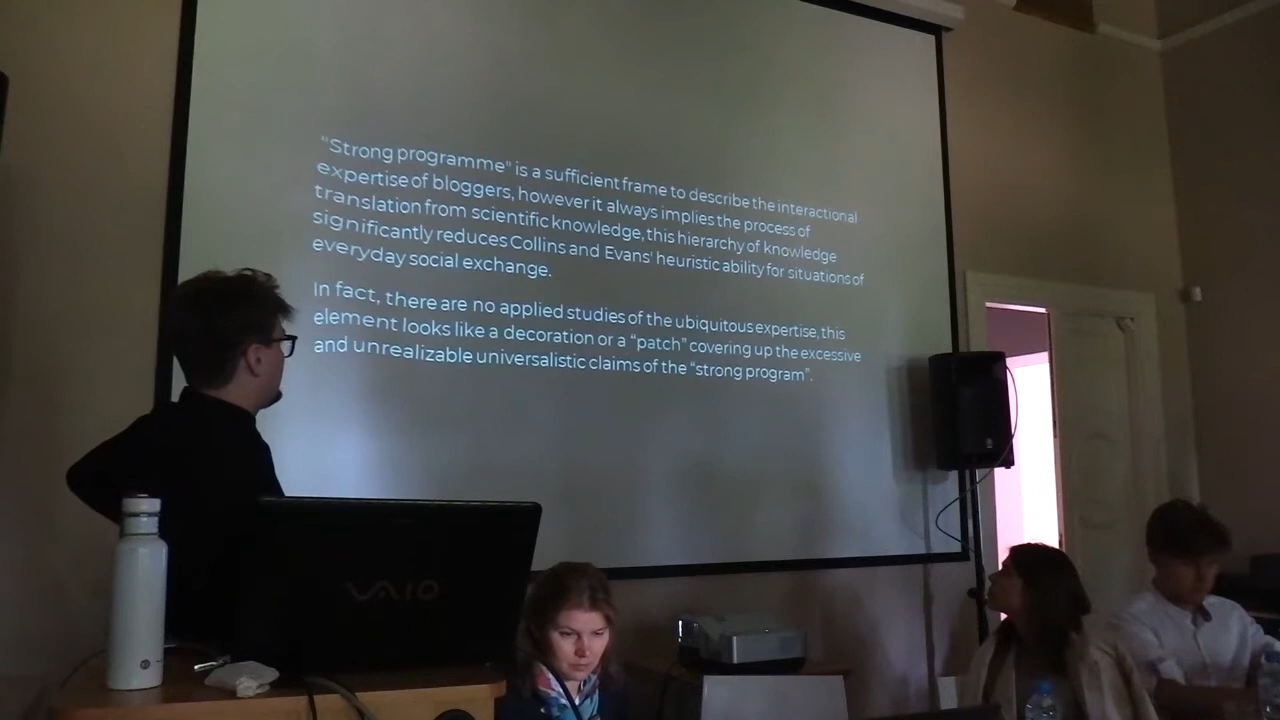 "Strong programme" is a sufficient frame to describe the interactional
expertise of bloggers, however it always implies the process of
translation from scientific knowledge, this hierarchy of knowledge
significantly reduces Collins and Evans' heuristic ability for situations of
everyday social exchange.
In fact, there are no applied studies of the ubiquitous expertise, this
element looks like a decoration or a "patch" covering up the excessive
and unrealizable universalistic claims of the "strong program".
VAIO